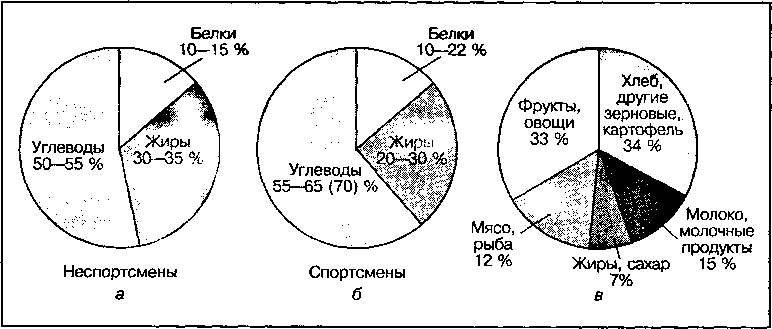 Белки
10—15 %
Углеводы
50—55 %
Жиры
30—35 %
Неспортсмены
а
Белки
10—22 %
Жиры
20—30 %
Углеводы
55—65 (70) %
Спортсмены
б
Фрукты,
овощи
33 %
Хлеб,
другие
зерновые,
картофель
34 %
Мясо,
рыба
12 %
Жиры, сахар
7%
Молоко,
молочные
продукты
15 %
в